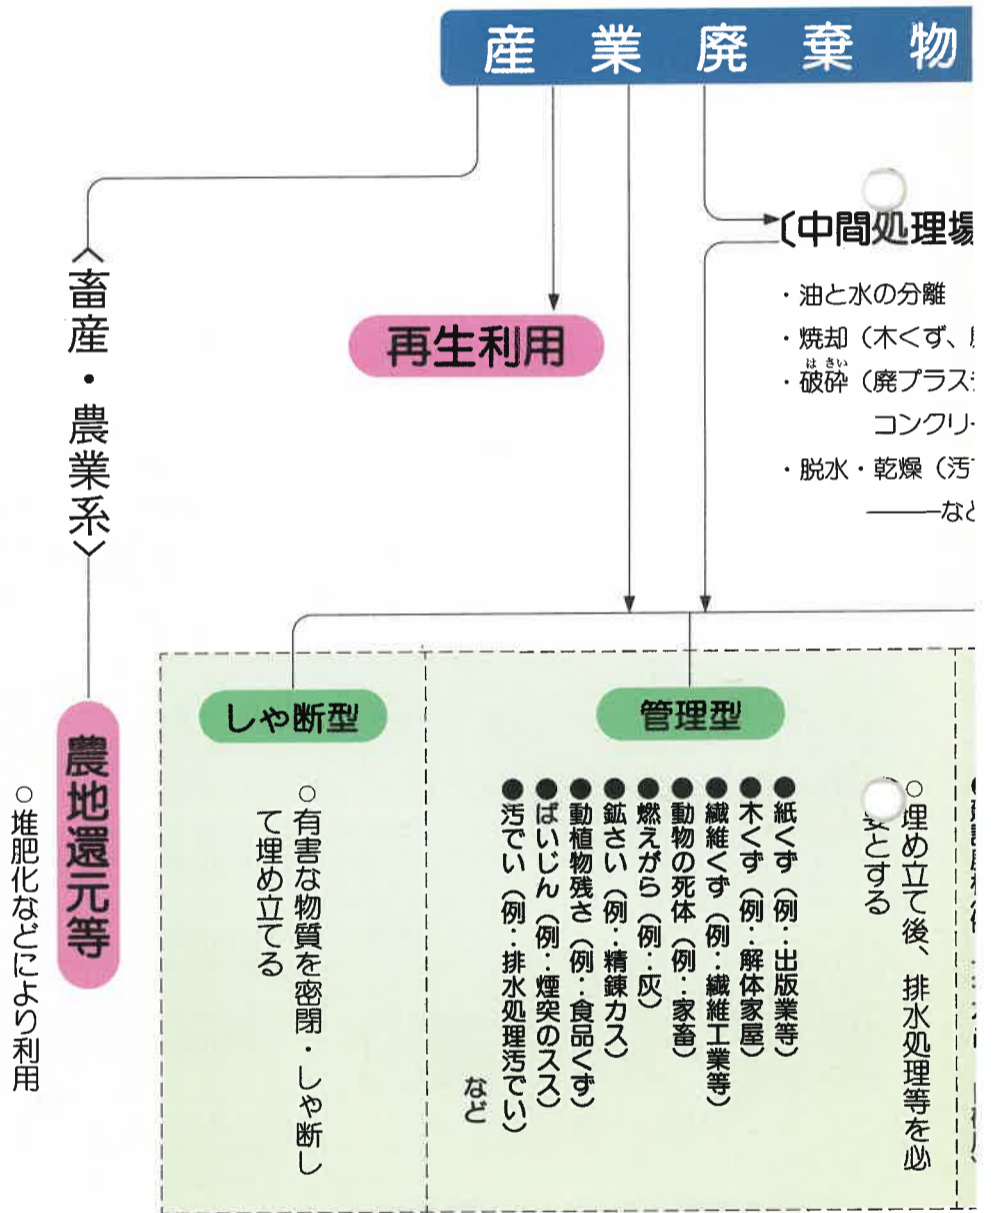 産業廃棄物
〔中間処理場
・油と水の分離
・焼却（木くず、
・破砕（廃プラス
はさい
コンクリー
・脱水・乾燥（汚
――など
再生利用
〈畜産・農業系〉
農地還元等
○堆肥化などにより利用
管理型
○埋め立て後、排水処理等を必
要とする
●紙くず（例：出版業等）
●木くず（例：解体家屋）
●繊維くず（例：繊維工業等）
●動物の死体（例：家畜）
●燃えがら（例：灰）
●鉱さい（例：精錬カス）
●動植物残さ（例：食品くず）
●ばいじん（例：煙突のスス）
●汚でい（例：排水処理汚でい）
など
しゃ断型
○有害な物質を密閉・しゃ断し
て埋め立てる